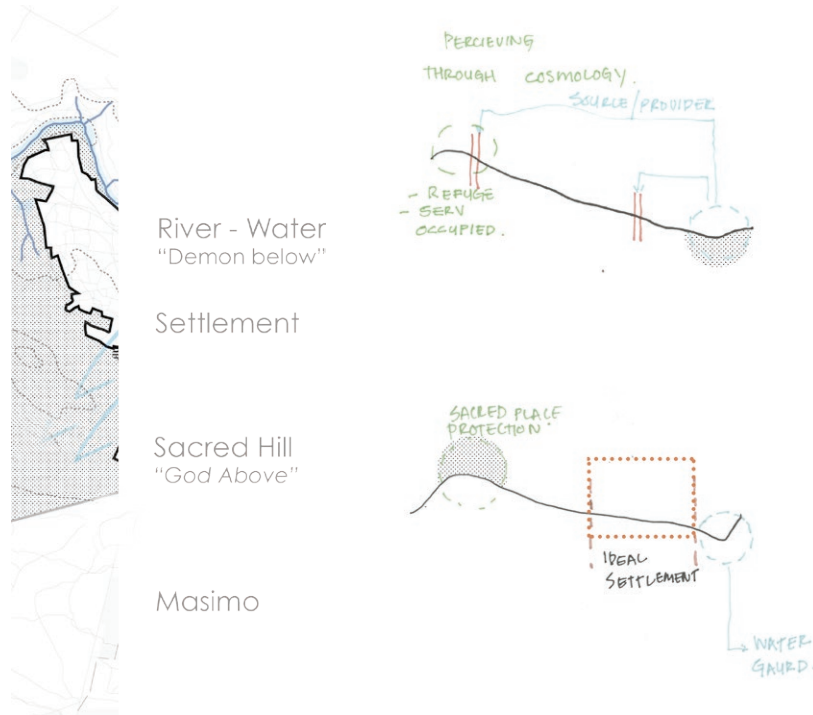 River - Water
“Demon below”
Settlement
Sacred Hill
“God Above”
Masimo
PERCIEVING
THROUGH COSMOLOGY.
SOURCE/PROVIDER
- REFUGE
- SERV
OCCUPIED.
SACRED PLACE
PROTECTION
IDEAL
SETTLEMENT
WATER
GAURD.